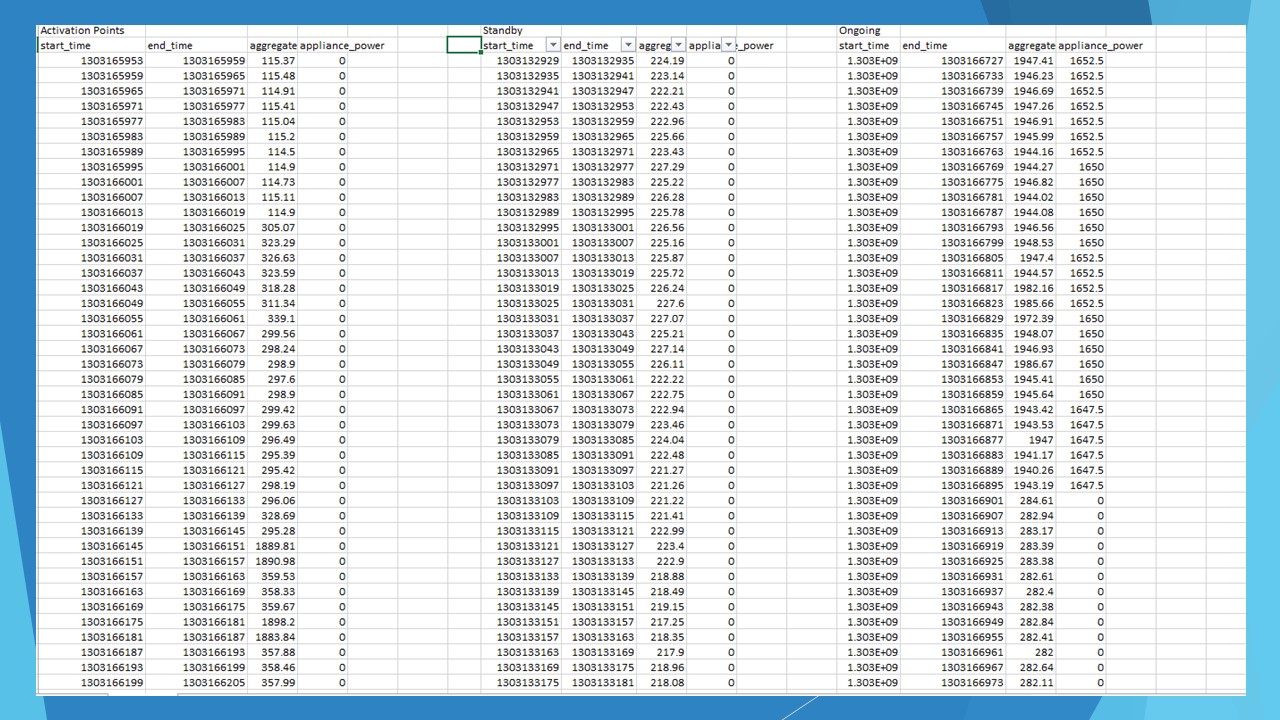 Activation Points Standby Ongoing
start_time end_time aggregate appliance_power start_time end_time aggreg applia e_power start_time end_time aggregate appliance_power
1303165953 1303165959 115.37 0 1303132929 1303132935 224.19 0 1.303E+09 1303166727 1947.41 1652.5
1303165959 1303165965 115.48 0 1303132935 1303132941 223.14 0 1.303E+09 1303166733 1946.23 1652.5
1303165965 1303165971 114.91 0 1303132941 1303132947 222.21 0 1.303E+09 1303166739 1946.69 1652.5
1303165971 1303165977 115.41 0 1303132947 1303132953 222.43 0 1.303E+09 1303166745 1947.26 1652.5
1303165977 1303165983 115.04 0 1303132953 1303132959 222.96 0 1.303E+09 1303166751 1946.91 1652.5
1303165983 1303165989 115.2 0 1303132959 1303132965 225.66 0 1.303E+09 1303166757 1945.99 1652.5
1303165989 1303165995 114.5 0 1303132965 1303132971 223.43 0 1.303E+09 1303166763 1944.16 1652.5
1303165995 1303166001 114.9 0 1303132971 1303132977 227.29 0 1.303E+09 1303166769 1944.27 1650
1303166001 1303166007 114.73 0 1303132977 1303132983 225.22 0 1.303E+09 1303166775 1946.82 1650
1303166007 1303166013 115.11 0 1303132983 1303132989 226.28 0 1.303E+09 1303166781 1944.02 1650
1303166013 1303166019 114.9 0 1303132989 1303132995 225.78 0 1.303E+09 1303166787 1944.08 1650
1303166019 1303166025 305.07 0 1303132995 1303133001 226.56 0 1.303E+09 1303166793 1946.56 1650
1303166025 1303166031 323.29 0 1303133001 1303133007 225.16 0 1.303E+09 1303166799 1948.53 1650
1303166031 1303166037 326.63 0 1303133007 1303133013 225.87 0 1.303E+09 1303166805 1947.4 1652.5
1303166037 1303166043 323.59 0 1303133013 1303133019 225.72 0 1.303E+09 1303166811 1944.57 1652.5
1303166043 1303166049 318.28 0 1303133019 1303133025 226.24 0 1.303E+09 1303166817 1982.16 1652.5
1303166049 1303166055 311.34 0 1303133025 1303133031 227.6 0 1.303E+09 1303166823 1985.66 1652.5
1303166055 1303166061 339.1 0 1303133031 1303133037 227.07 0 1.303E+09 1303166829 1972.39 1650
1303166061 1303166067 299.56 0 1303133037 1303133043 225.21 0 1.303E+09 1303166835 1948.07 1650
1303166067 1303166073 298.24 0 1303133043 1303133049 227.14 0 1.303E+09 1303166841 1946.93 1650
1303166073 1303166079 298.9 0 1303133049 1303133055 226.11 0 1.303E+09 1303166847 1986.67 1650
1303166079 1303166085 297.6 0 1303133055 1303133061 222.22 0 1.303E+09 1303166853 1945.41 1650
1303166085 1303166091 298.9 0 1303133061 1303133067 222.75 0 1.303E+09 1303166859 1945.64 1650
1303166091 1303166097 299.42 0 1303133067 1303133073 222.94 0 1.303E+09 1303166865 1943.42 1647.5
1303166097 1303166103 299.63 0 1303133073 1303133079 223.46 0 1.303E+09 1303166871 1943.53 1647.5
1303166103 1303166109 296.49 0 1303133079 1303133085 224.04 0 1.303E+09 1303166877 1947 1647.5
1303166109 1303166115 295.39 0 1303133085 1303133091 222.48 0 1.303E+09 1303166883 1941.17 1647.5
1303166115 1303166121 295.42 0 1303133091 1303133097 221.27 0 1.303E+09 1303166889 1940.26 1647.5
1303166121 1303166127 298.19 0 1303133097 1303133103 221.26 0 1.303E+09 1303166895 1943.19 1647.5
1303166127 1303166133 296.06 0 1303133103 1303133109 221.22 0 1.303E+09 1303166901 284.61 0
1303166133 1303166139 328.69 0 1303133109 1303133115 221.41 0 1.303E+09 1303166907 282.94 0
1303166139 1303166145 295.28 0 1303133115 1303133121 222.99 0 1.303E+09 1303166913 283.17 0
1303166145 1303166151 1889.81 0 1303133121 1303133127 223.4 0 1.303E+09 1303166919 283.39 0
1303166151 1303166157 1890.98 0 1303133127 1303133133 222.9 0 1.303E+09 1303166925 283.38 0
1303166157 1303166163 359.53 0 1303133133 1303133139 218.88 0 1.303E+09 1303166931 282.61 0
1303166163 1303166169 358.33 0 1303133139 1303133145 218.49 0 1.303E+09 1303166937 282.4 0
1303166169 1303166175 359.67 0 1303133145 1303133151 219.15 0 1.303E+09 1303166943 282.38 0
1303166175 1303166181 1898.2 0 1303133151 1303133157 217.25 0 1.303E+09 1303166949 282.84 0
1303166181 1303166187 1883.84 0 1303133157 1303133163 218.35 0 1.303E+09 1303166955 282.41 0
1303166187 1303166193 357.88 0 1303133163 1303133169 217.9 0 1.303E+09 1303166961 282 0
1303166193 1303166199 358.46 0 1303133169 1303133175 218.96 0 1.303E+09 1303166967 282.64 0
1303166199 1303166205 357.99 0 1303133175 1303133181 218.08 0 1.303E+09 1303166973 282.11 0